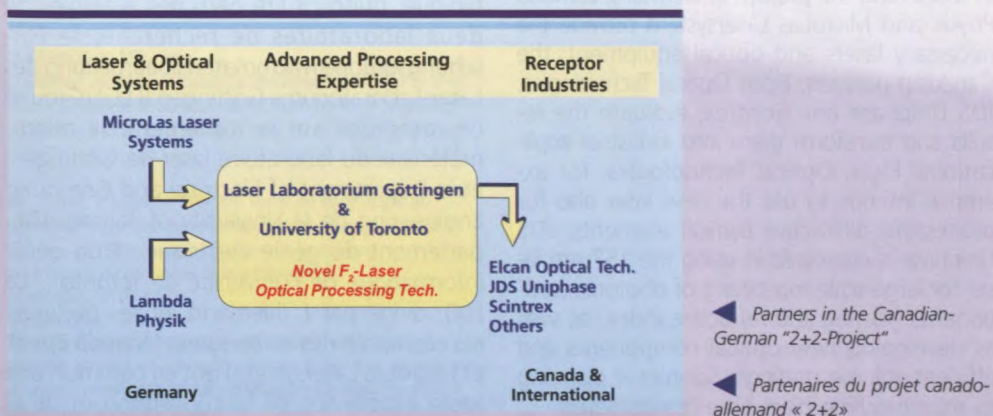 Laser & Optical
Systems
Advanced Processing
Expertise
Receptor
Industries
MicroLas Laser
Systems
Laser Laboratorium Göttingen
&
University of Toronto
Novel F₂-Laser
Optical Processing Tech.
Lambda
Physik
Elcan Optical Tech.
JDS Uniphase
Scintrex
Others
Germany
Canada &
International
Partners in the Canadian-
German "2+2-Project"
Partenaires du projet canado-
allemand « 2+2»